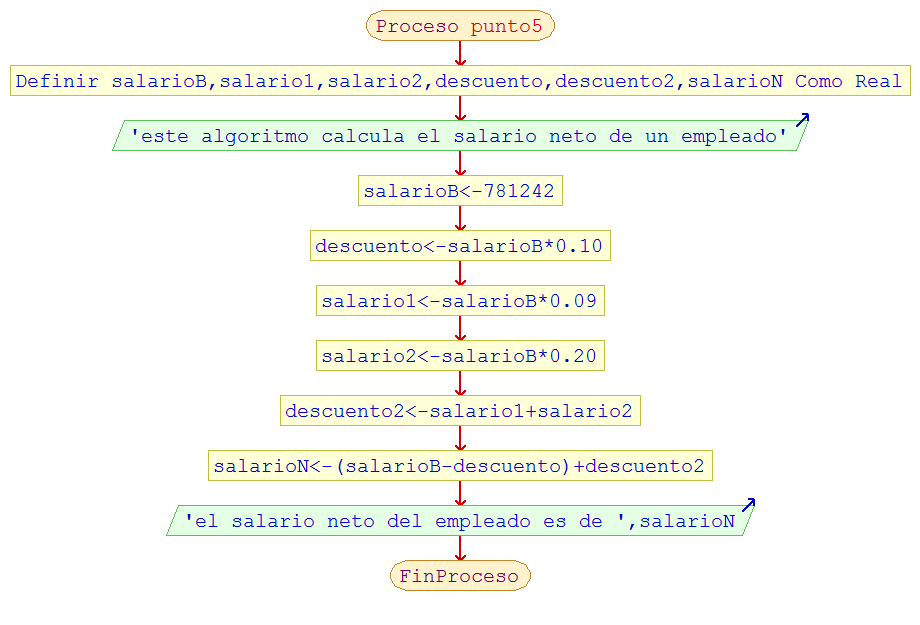 Proceso punto5
Definir salarioB,salario1,salario2,descuento,descuento2,salarioN Como Real
'este algoritmo calcula el salario neto de un empleado'
salarioB<-781242
descuento<-salarioB*0.10
salario1<-salarioB*0.09
salario2<-salarioB*0.20
descuento2<-salario1+salario2
salarioN<-(salarioB-descuento)+descuento2
'el salario neto del empleado es de ',salarioN
FinProceso